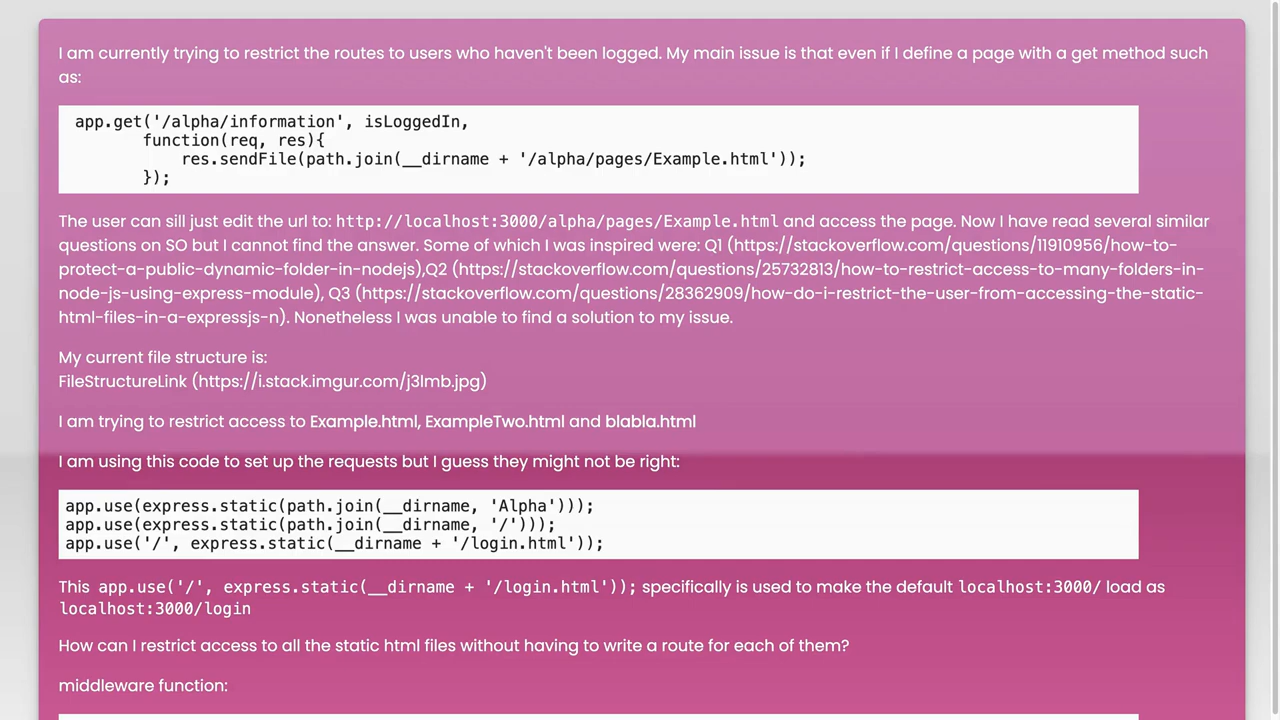 I am currently trying to restrict the routes to users who haven't been logged. My main issue is that even if I define a page with a get method such
as:
app.get('/alpha/information', isLoggedIn,
function(req, res){
res.sendFile(path.join(__dirname + '/alpha/pages/Example.html'));
});
The user can sill just edit the url to: http://localhost:3000/alpha/pages/Example.html and access the page. Now I have read several similar
questions on SO but I cannot find the answer. Some of which I was inspired were: Q1 (https://stackoverflow.com/questions/11910956/how-to-
protect-a-public-dynamic-folder-in-nodejs),Q2 (https://stackoverflow.com/questions/25732813/how-to-restrict-access-to-many-folders-in-
node-js-using-express-module), Q3 (https://stackoverflow.com/questions/28362909/how-do-i-restrict-the-user-from-accessing-the-static-
html-files-in-a-expressjs-n). Nonetheless I was unable to find a solution to my issue.
My current file structure is:
FileStructureLink (https://i.stack.imgur.com/j3lmb.jpg)
I am trying to restrict access to Example.html, ExampleTwo.html and blabla.html
I am using this code to set up the requests but I guess they might not be right:
app.use(express.static(path.join(__dirname, 'Alpha')));
app.use(express.static(path.join(__dirname, '/')));
app.use('/', express.static(__dirname + '/login.html'));
This app.use('/', express.static(__dirname + '/login.html')); specifically is used to make the default localhost:3000/ load as
localhost:3000/login
How can I restrict access to all the static html files without having to write a route for each of them?
middleware function: